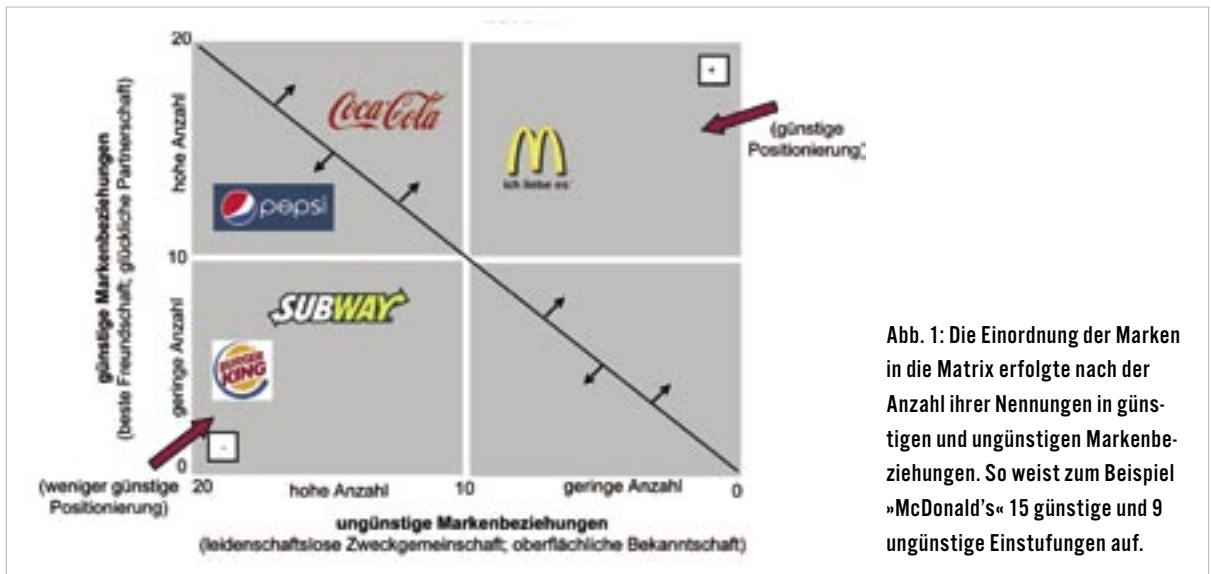 20
hohe Anzahl
10
geringe Anzahl
0
günstige Markenbeziehungen
(beste Freundschaft; glückliche Partnerschaft)
Coca-Cola
pepsi
M
ich liebe es
SUBWAY
BURGER
KING
+
(günstige
Positionierung)
-
(weniger günstige
Positionierung)
20
hohe Anzahl
10
geringe Anzahl
0
ungünstige Markenbeziehungen
(leidenschaftslose Zweckgemeinschaft; oberflächliche Bekanntschaft)
Abb. 1: Die Einordnung der Marken
in die Matrix erfolgte nach der
Anzahl ihrer Nennungen in güns-
tigen und ungünstigen Markenbe-
ziehungen. So weist zum Beispiel
»McDonald's« 15 günstige und 9
ungünstige Einstufungen auf.